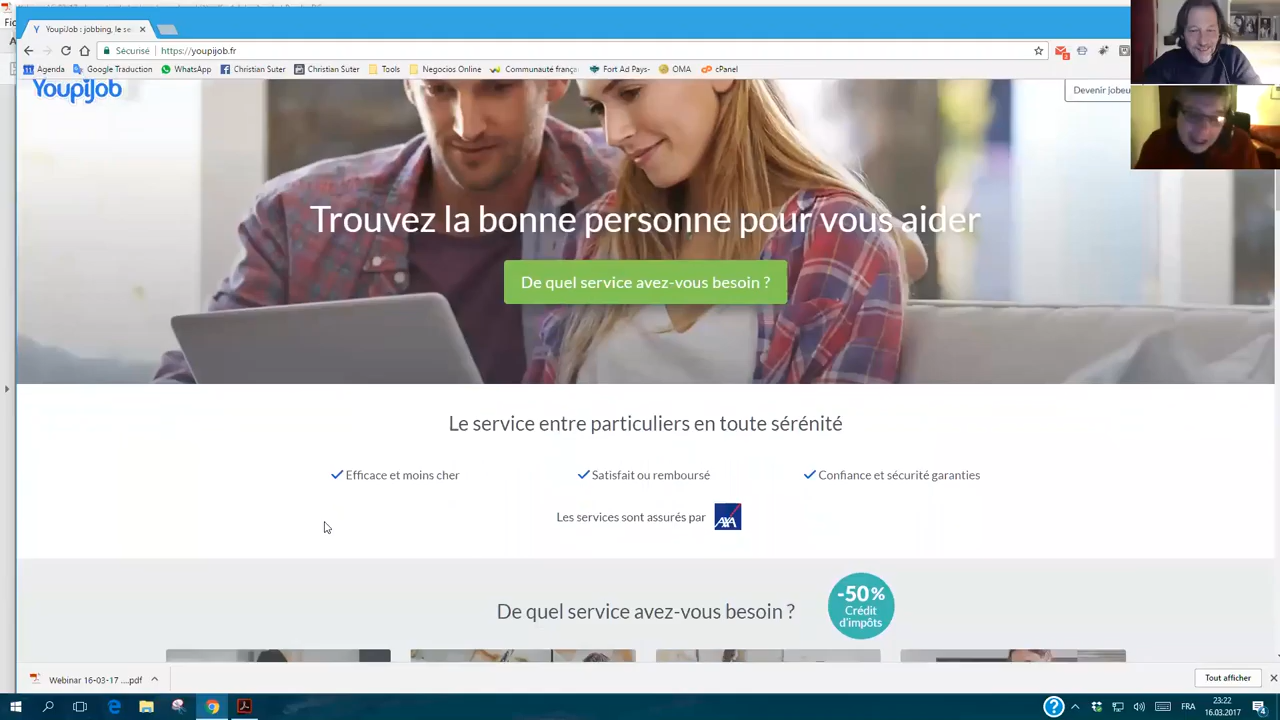 YoupiJob : jobbing, le se
Sécurisé
https://youpijob.fr
Agenda
Google Traduction
WhatsApp
Christian Suter
Christian Suter
Tools
Negocios Online
Communauté franç
Fort Ad Pays-
OMA
cPanel
YoupiJob
Devenir jobeu
Trouvez la bonne personne pour vous aider
De quel service avez-vous besoin ?
Le service entre particuliers en toute sérénité
Efficace et moins cher
Satisfait ou remboursé
Confiance et sécurité garanties
Les services sont assurés par
AXA
De quel service avez-vous besoin ?
-50%
Crédit
d'impôts
Webinar 16-03-17 ....pdf
Tout afficher
FRA
23:22
16.03.2017